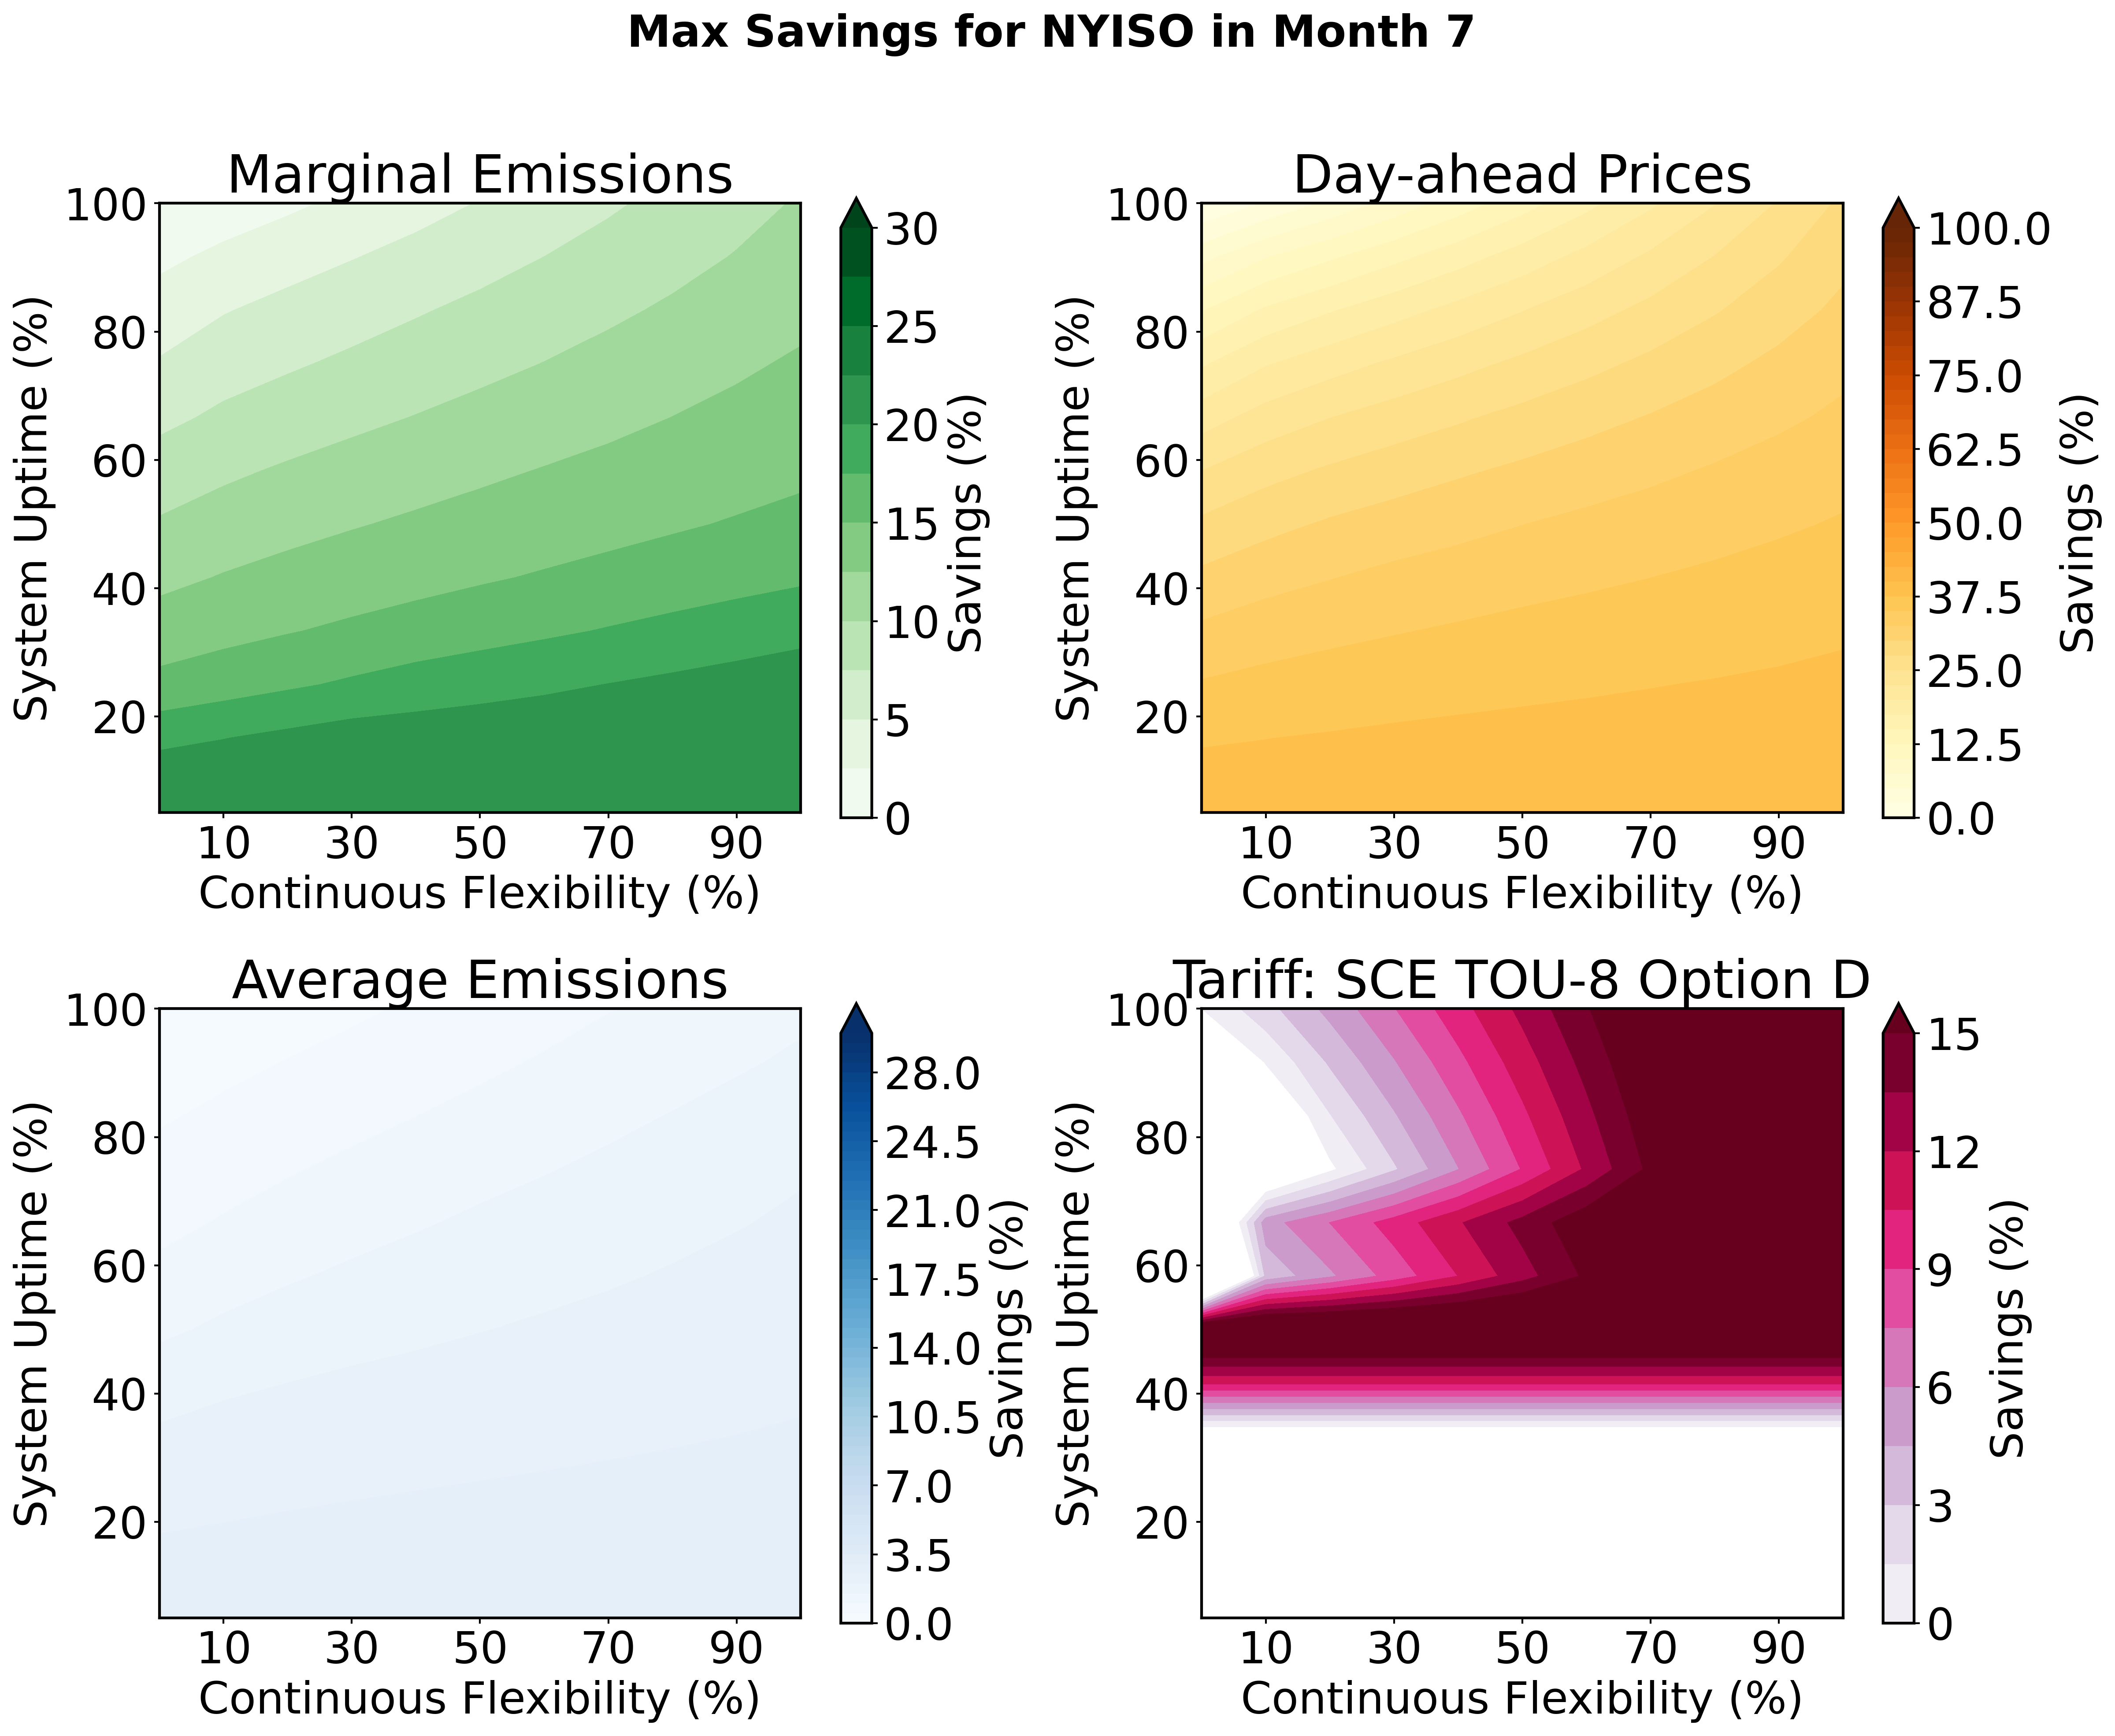 Max Savings for NYISO in Month 7
Marginal Emissions
100
80
60
40
20
System Uptime (%)
10 30 50 70 90
Continuous Flexibility (%)
30
25
20
15
10
5
0
Savings (%)
Day-ahead Prices
100
80
60
40
20
System Uptime (%)
10 30 50 70 90
Continuous Flexibility (%)
100.0
87.5
75.0
62.5
50.0
37.5
25.0
12.5
0.0
Savings (%)
Average Emissions
100
80
60
40
20
System Uptime (%)
10 30 50 70 90
Continuous Flexibility (%)
28.0
24.5
21.0
17.5
14.0
10.5
7.0
3.5
0.0
Savings (%)
Tariff: SCE TOU-8 Option D
100
80
60
40
20
System Uptime (%)
10 30 50 70 90
Continuous Flexibility (%)
15
12
9
6
3
0
Savings (%)